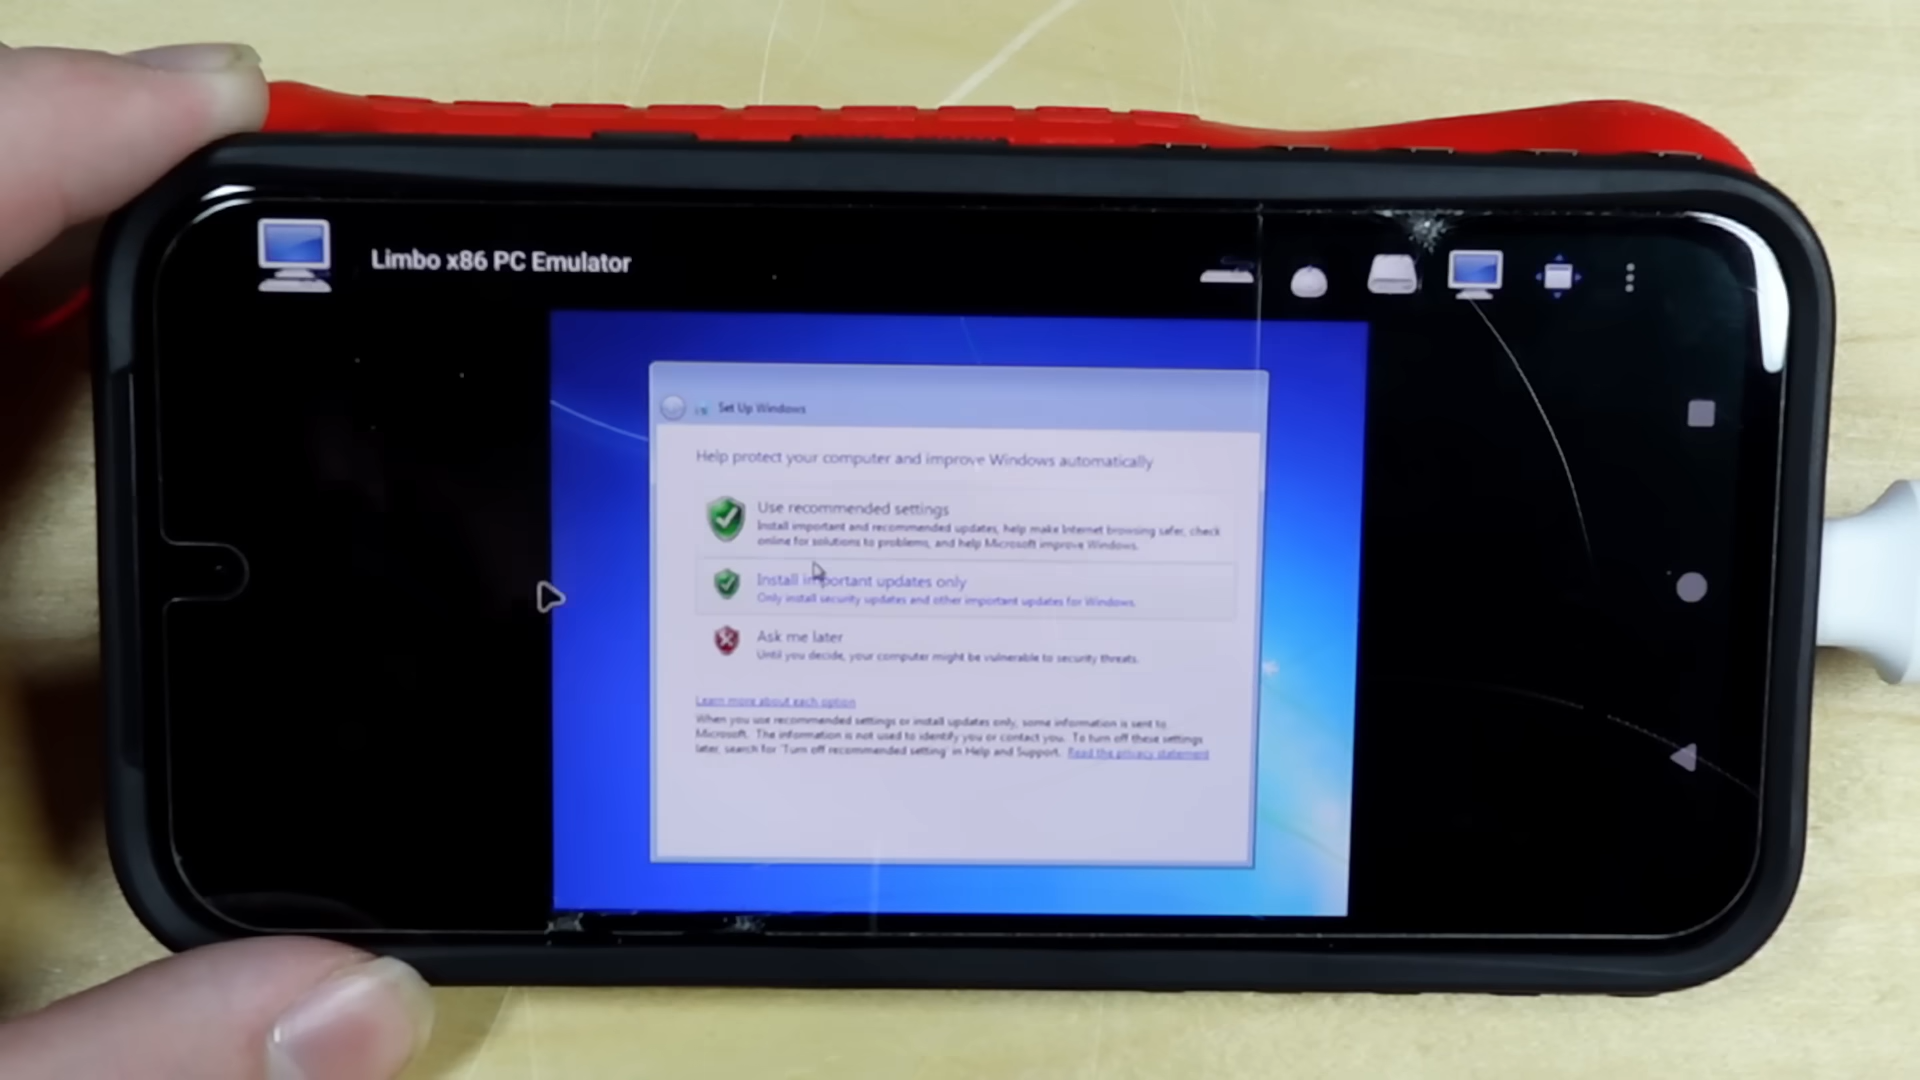 Limbo x86 PC Emulator
Set Up Windows
Help protect your computer and improve Windows automatically
Use recommended settings
Install important and recommended updates, help make Internet browsing safer, check
online for solutions to problems, and help Microsoft improve Windows.
Install important updates only
Only install security updates and other important updates for Windows.
Ask me later
Until you decide, your computer might be vulnerable to security threats.
Learn more about each option
When you use recommended settings or install updates only, some information is sent to
Microsoft. The information is not used to identify you or contact you. To turn off these settings
later, search for 'Turn off recommended setting' in Help and Support. Read the privacy statement